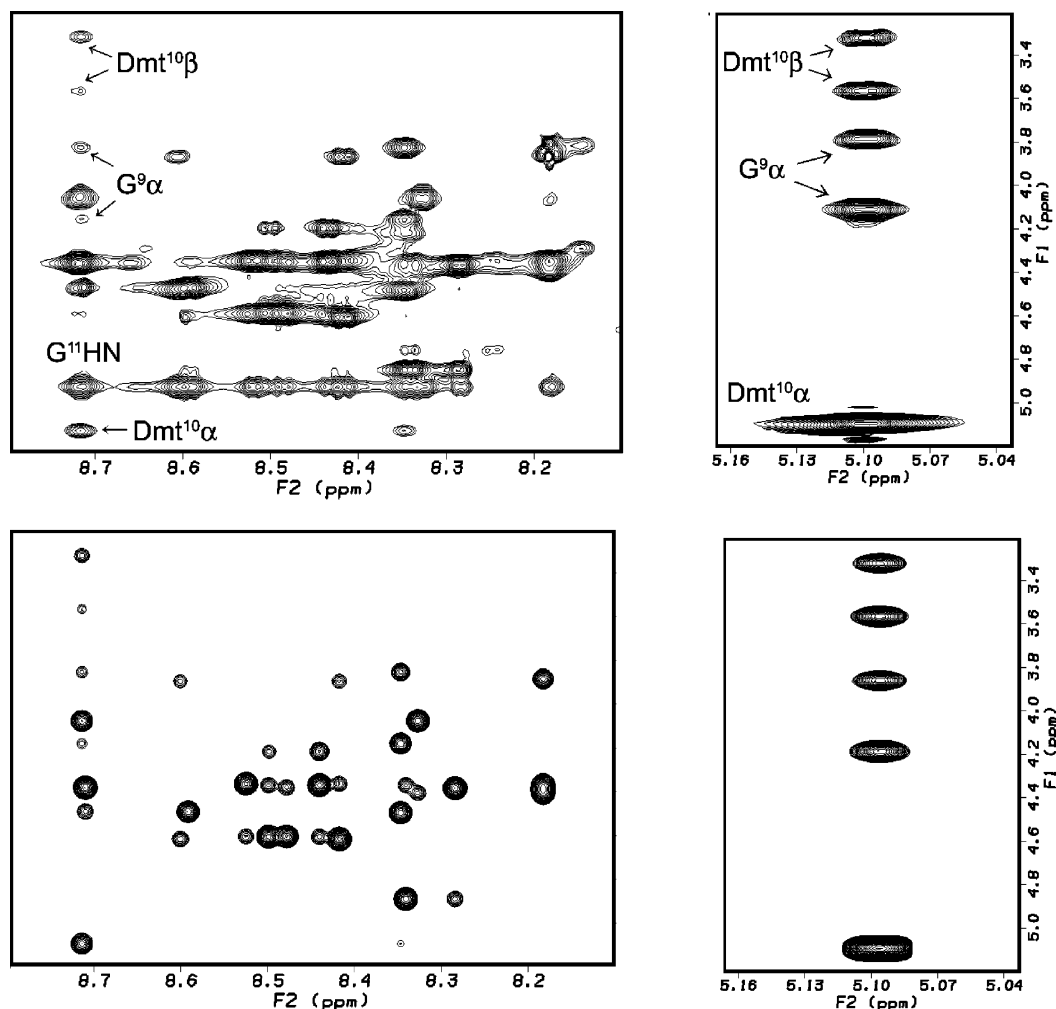 Dmt¹⁰β
G⁹α
G¹¹HN
Dmt¹⁰α
8.7 8.6 8.5 8.4 8.3 8.2
F2 (ppm)
Dmt¹⁰β
G⁹α
Dmt¹⁰α
3.4 3.6 3.8 4.0 4.2 4.4 4.6 4.8 5.0
F1 (ppm)
5.16 5.13 5.10 5.07 5.04
F2 (ppm)
8.7 8.6 8.5 8.4 8.3 8.2
F2 (ppm)
3.4 3.6 3.8 4.0 4.2 4.4 4.6 4.8 5.0
F1 (ppm)
5.16 5.13 5.10 5.07 5.04
F2 (ppm)